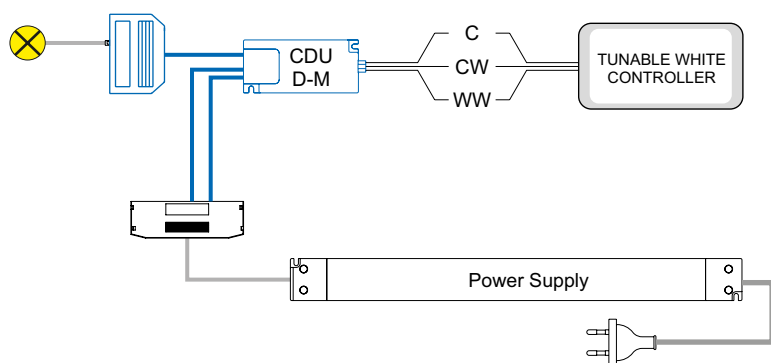 CDU
D-M
C
CW
WW
TUNABLE WHITE
CONTROLLER
Power Supply